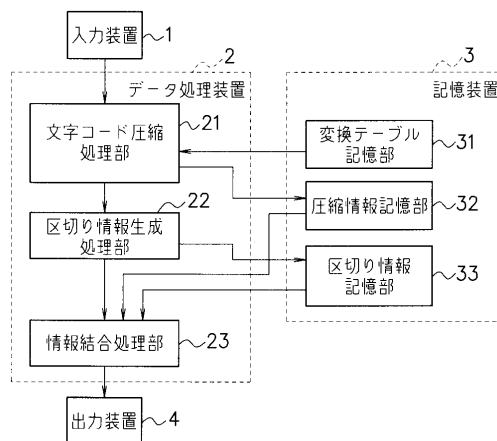 入力装置
1
2
3
データ処理装置
記憶装置
文字コード圧縮
処理部
21
変換テーブル
記憶部
31
圧縮情報記憶部
32
区切り情報生成
処理部
22
区切り情報
記憶部
33
情報結合処理部
23
出力装置
4